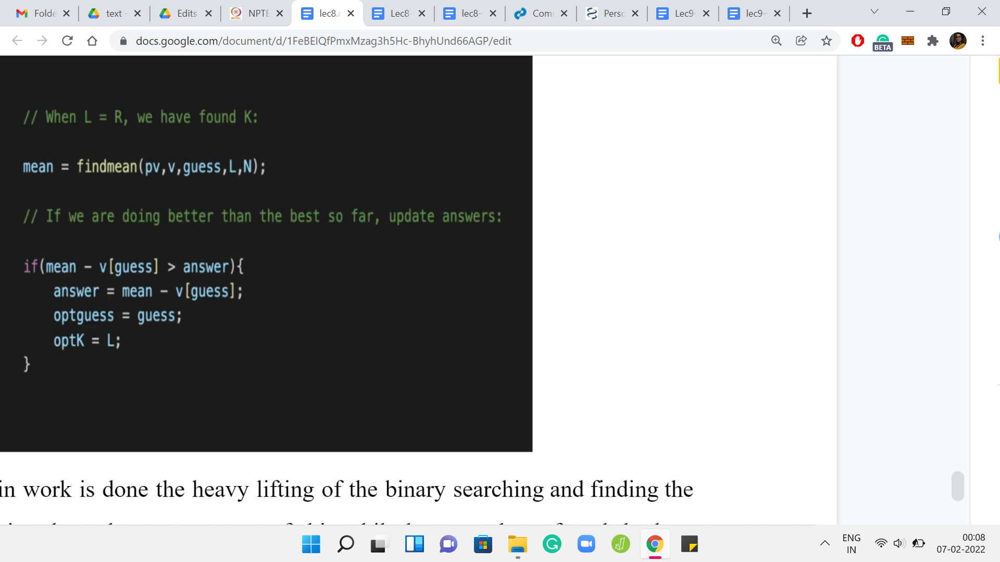 Folde text - Edits NPTE lec8.c Lec8- lec8- Com Perso Lec9- lec9-
docs.google.com/document/d/1FeBEIQfPmxMzag3h5Hc-BhyhUnd66AGP/edit
BETA
// When L = R, we have found K:
mean = findmean(pv,v,guess,L,N);
// If we are doing better than the best so far, update answers:
if(mean - v[guess] > answer){
answer = mean - v[guess];
optguess = guess;
optK = L;
}
in work is done the heavy lifting of the binary searching and finding the
ENG
IN
00:08
07-02-2022